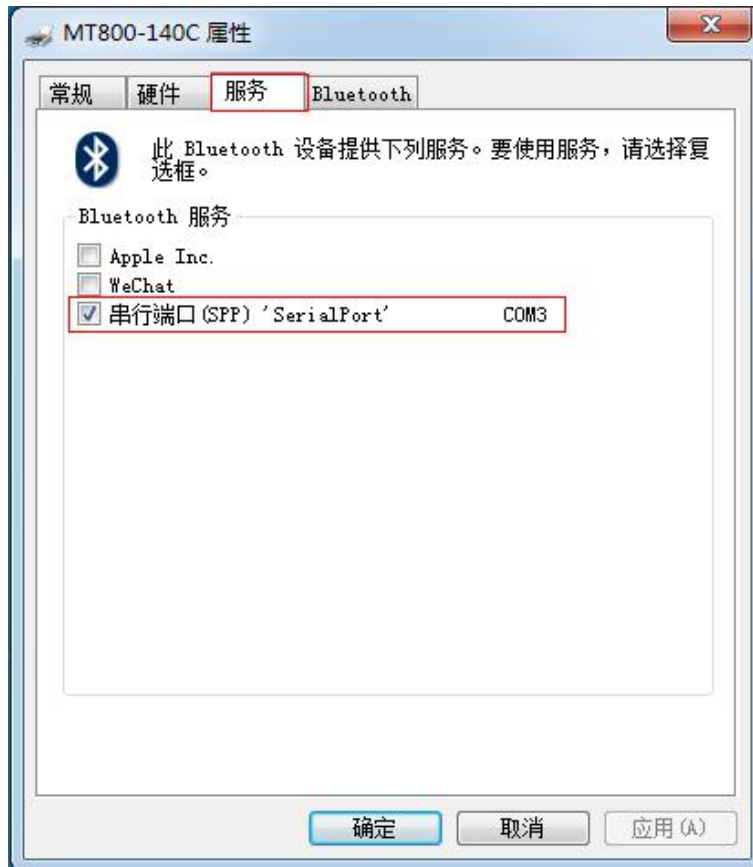 MT800-140C 属性
常规 硬件 服务 Bluetooth
此 Bluetooth 设备提供下列服务。要使用服务，请选择复
选框。
Bluetooth 服务
Apple Inc.
WeChat
串行端口(SPP) 'SerialPort' COM3
确定 取消 应用(A)